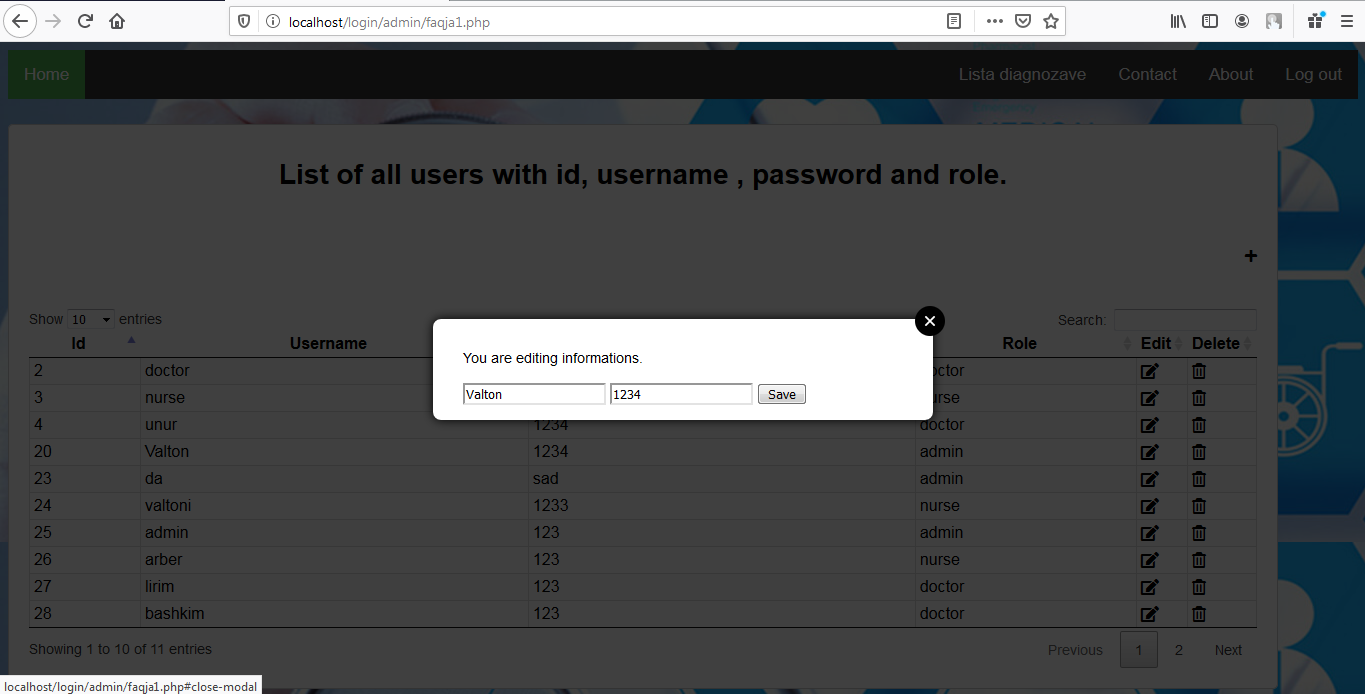 localhost/login/admin/faqja1.php
Home Lista diagnozave Contact About Log out
List of all users with id, username , password and role.
+
Show 10 entries Search:
Id Username Role Edit Delete
You are editing informations.
Valton 1234 Save
2 doctor doctor
3 nurse nurse
4 unur 1234 doctor
20 Valton 1234 admin
23 da sad admin
24 valtoni 1233 nurse
25 admin 123 admin
26 arber 123 nurse
27 lirim 123 doctor
28 bashkim 123 doctor
Showing 1 to 10 of 11 entries Previous 1 2 Next
localhost/login/admin/faqja1.php#close-modal